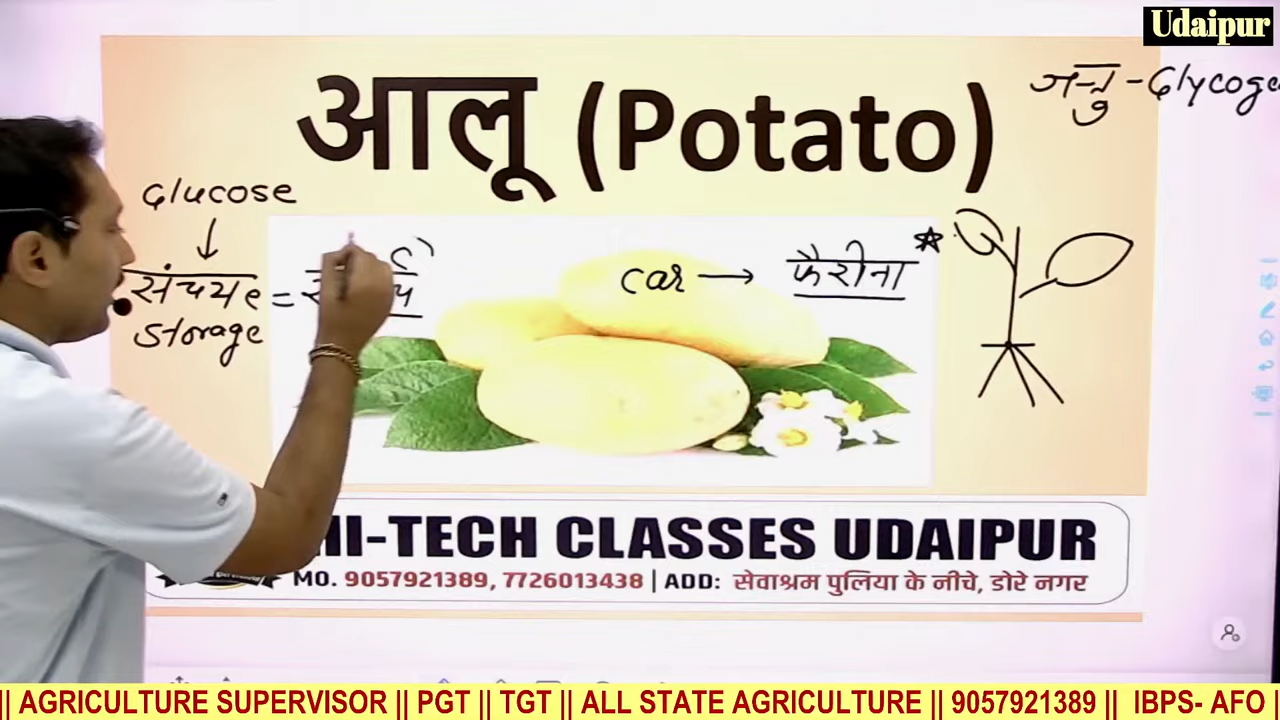 Udaipur
आलू (Potato)
जन्तु - Glycoge
Glucose
संचय
Storage
=
car → फैरीना
HI-TECH CLASSES UDAIPUR
MO. 9057921389, 7726013438 | ADD: सेवाश्रम पुलिया के नीचे, डोरे नगर
|| AGRICULTURE SUPERVISOR || PGT || TGT || ALL STATE AGRICULTURE || 9057921389 || IBPS- AFO